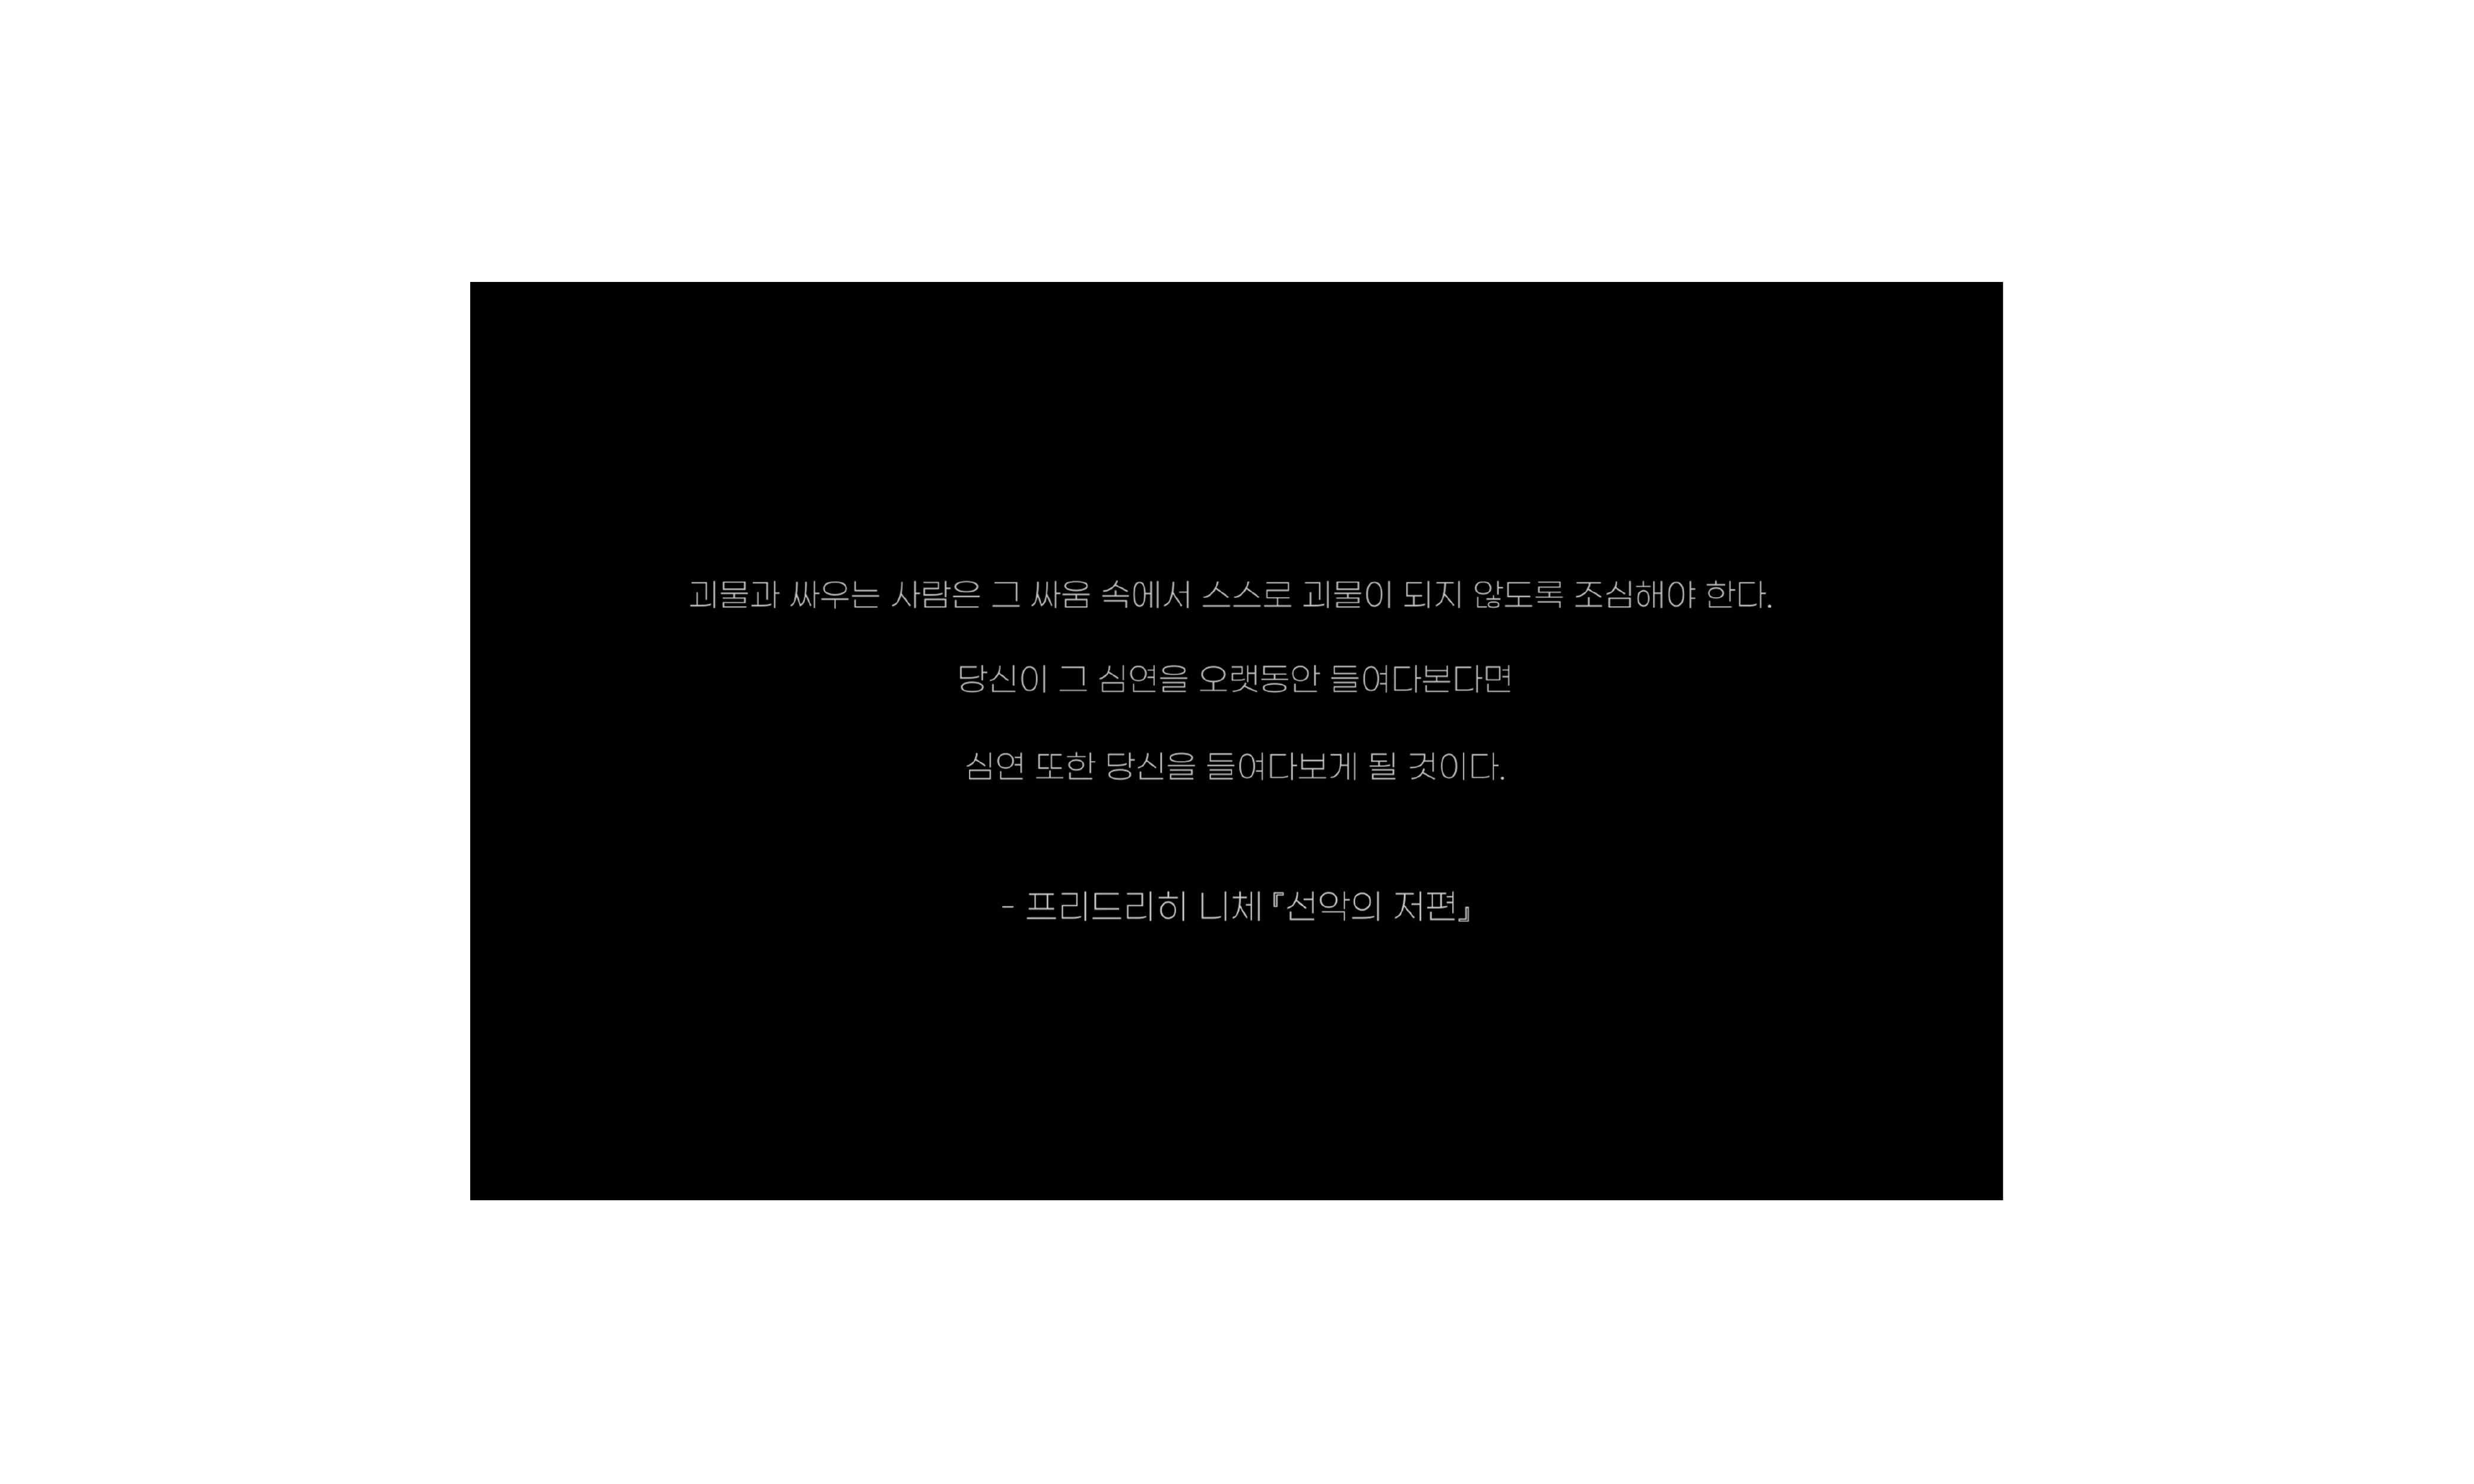 괴물과 싸우는 사람은 그 싸움 속에서 스스로 괴물이 되지 않도록 조심해야 한다.
당신이 그 심연을 오랫동안 들여다본다면
심연 또한 당신을 들여다보게 될 것이다.
- 프리드리히 니체『선악의 저편』